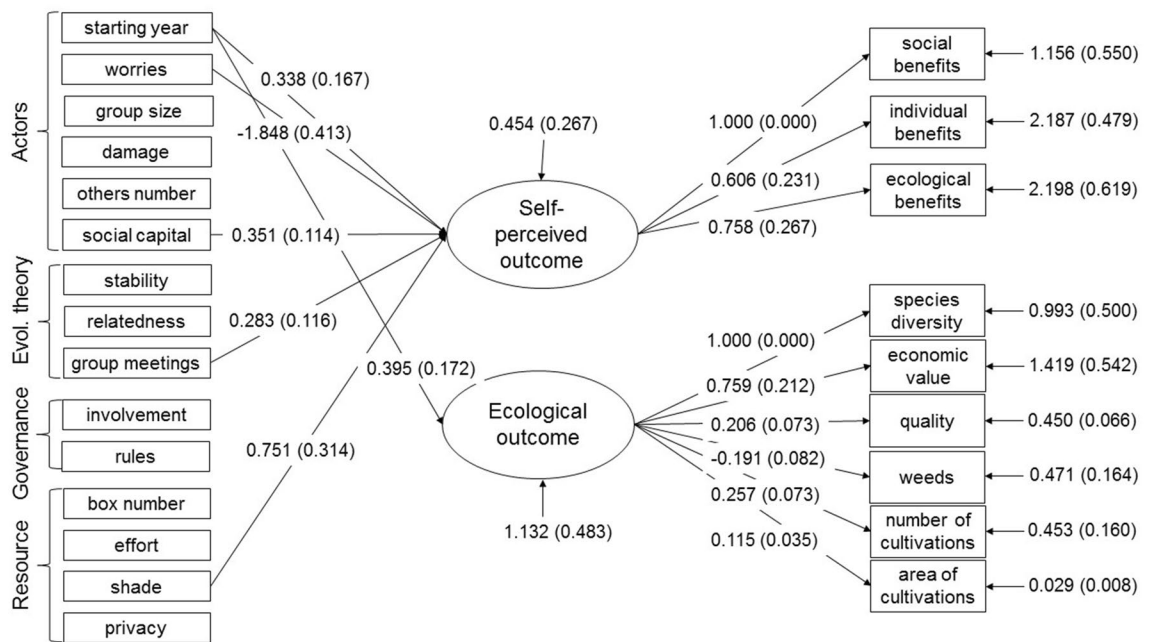 Actors
starting year
worries
group size
damage
others number
social capital
Evol. theory
stability
relatedness
group meetings
Governance
involvement
rules
Resource
box number
effort
shade
privacy
0.338 (0.167)
-1.848 (0.413)
0.351 (0.114)
0.283 (0.116)
0.395 (0.172)
0.751 (0.314)
0.454 (0.267)
Self-
perceived
outcome
Ecological
outcome
1.132 (0.483)
1.000 (0.000)
0.606 (0.231)
0.758 (0.267)
1.000 (0.000)
0.759 (0.212)
0.206 (0.073)
-0.191 (0.082)
0.257 (0.073)
0.115 (0.035)
social
benefits
1.156 (0.550)
individual
benefits
2.187 (0.479)
ecological
benefits
2.198 (0.619)
species
diversity
0.993 (0.500)
economic
value
1.419 (0.542)
quality
0.450 (0.066)
weeds
0.471 (0.164)
number of
cultivations
0.453 (0.160)
area of
cultivations
0.029 (0.008)